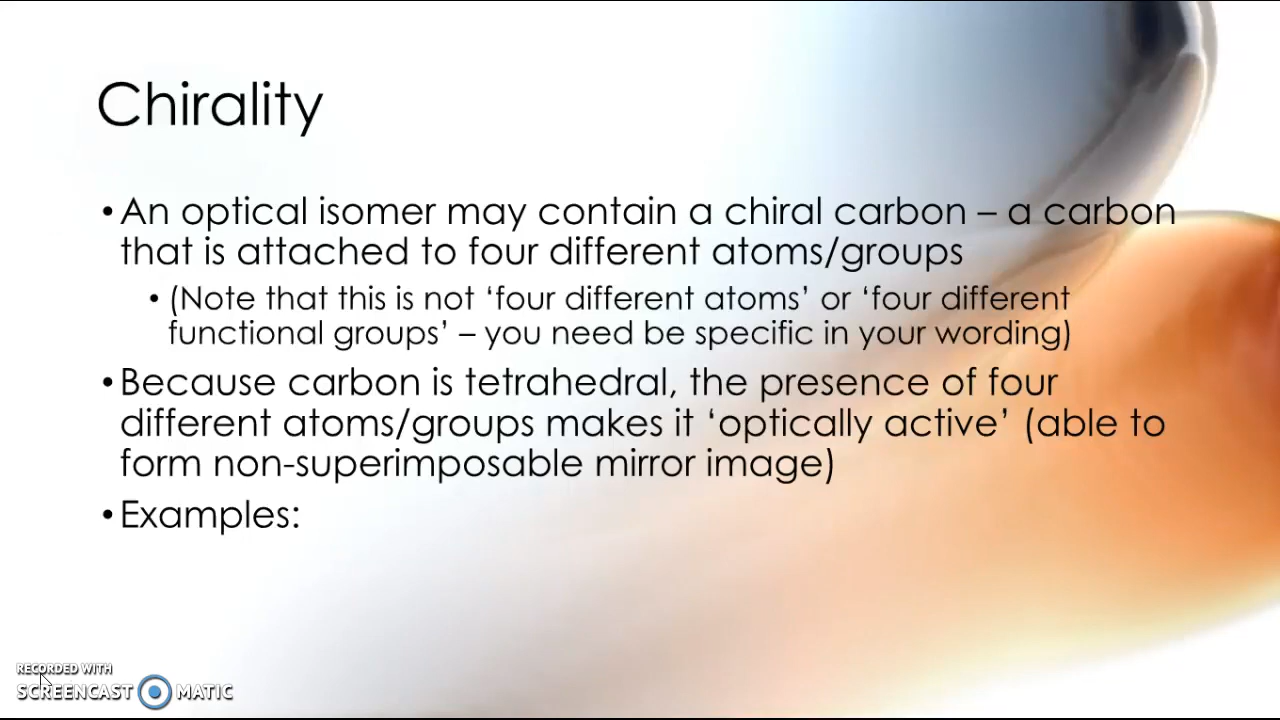 Chirality
• An optical isomer may contain a chiral carbon – a carbon
that is attached to four different atoms/groups
• (Note that this is not ‘four different atoms’ or ‘four different
functional groups’ – you need be specific in your wording)
• Because carbon is tetrahedral, the presence of four
different atoms/groups makes it ‘optically active’ (able to
form non-superimposable mirror image)
• Examples:
RECORDED WITH
SCREENCAST MATIC